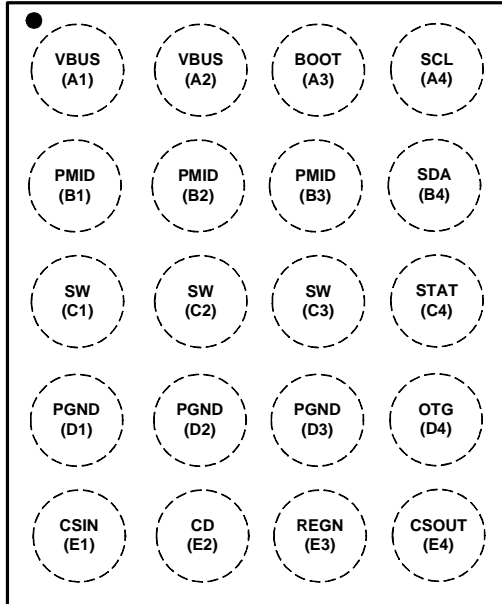 VBUS VBUS BOOT SCL
(A1) (A2) (A3) (A4)
PMID PMID PMID SDA
(B1) (B2) (B3) (B4)
SW SW SW STAT
(C1) (C2) (C3) (C4)
PGND PGND PGND OTG
(D1) (D2) (D3) (D4)
CSIN CD REGN CSOUT
(E1) (E2) (E3) (E4)